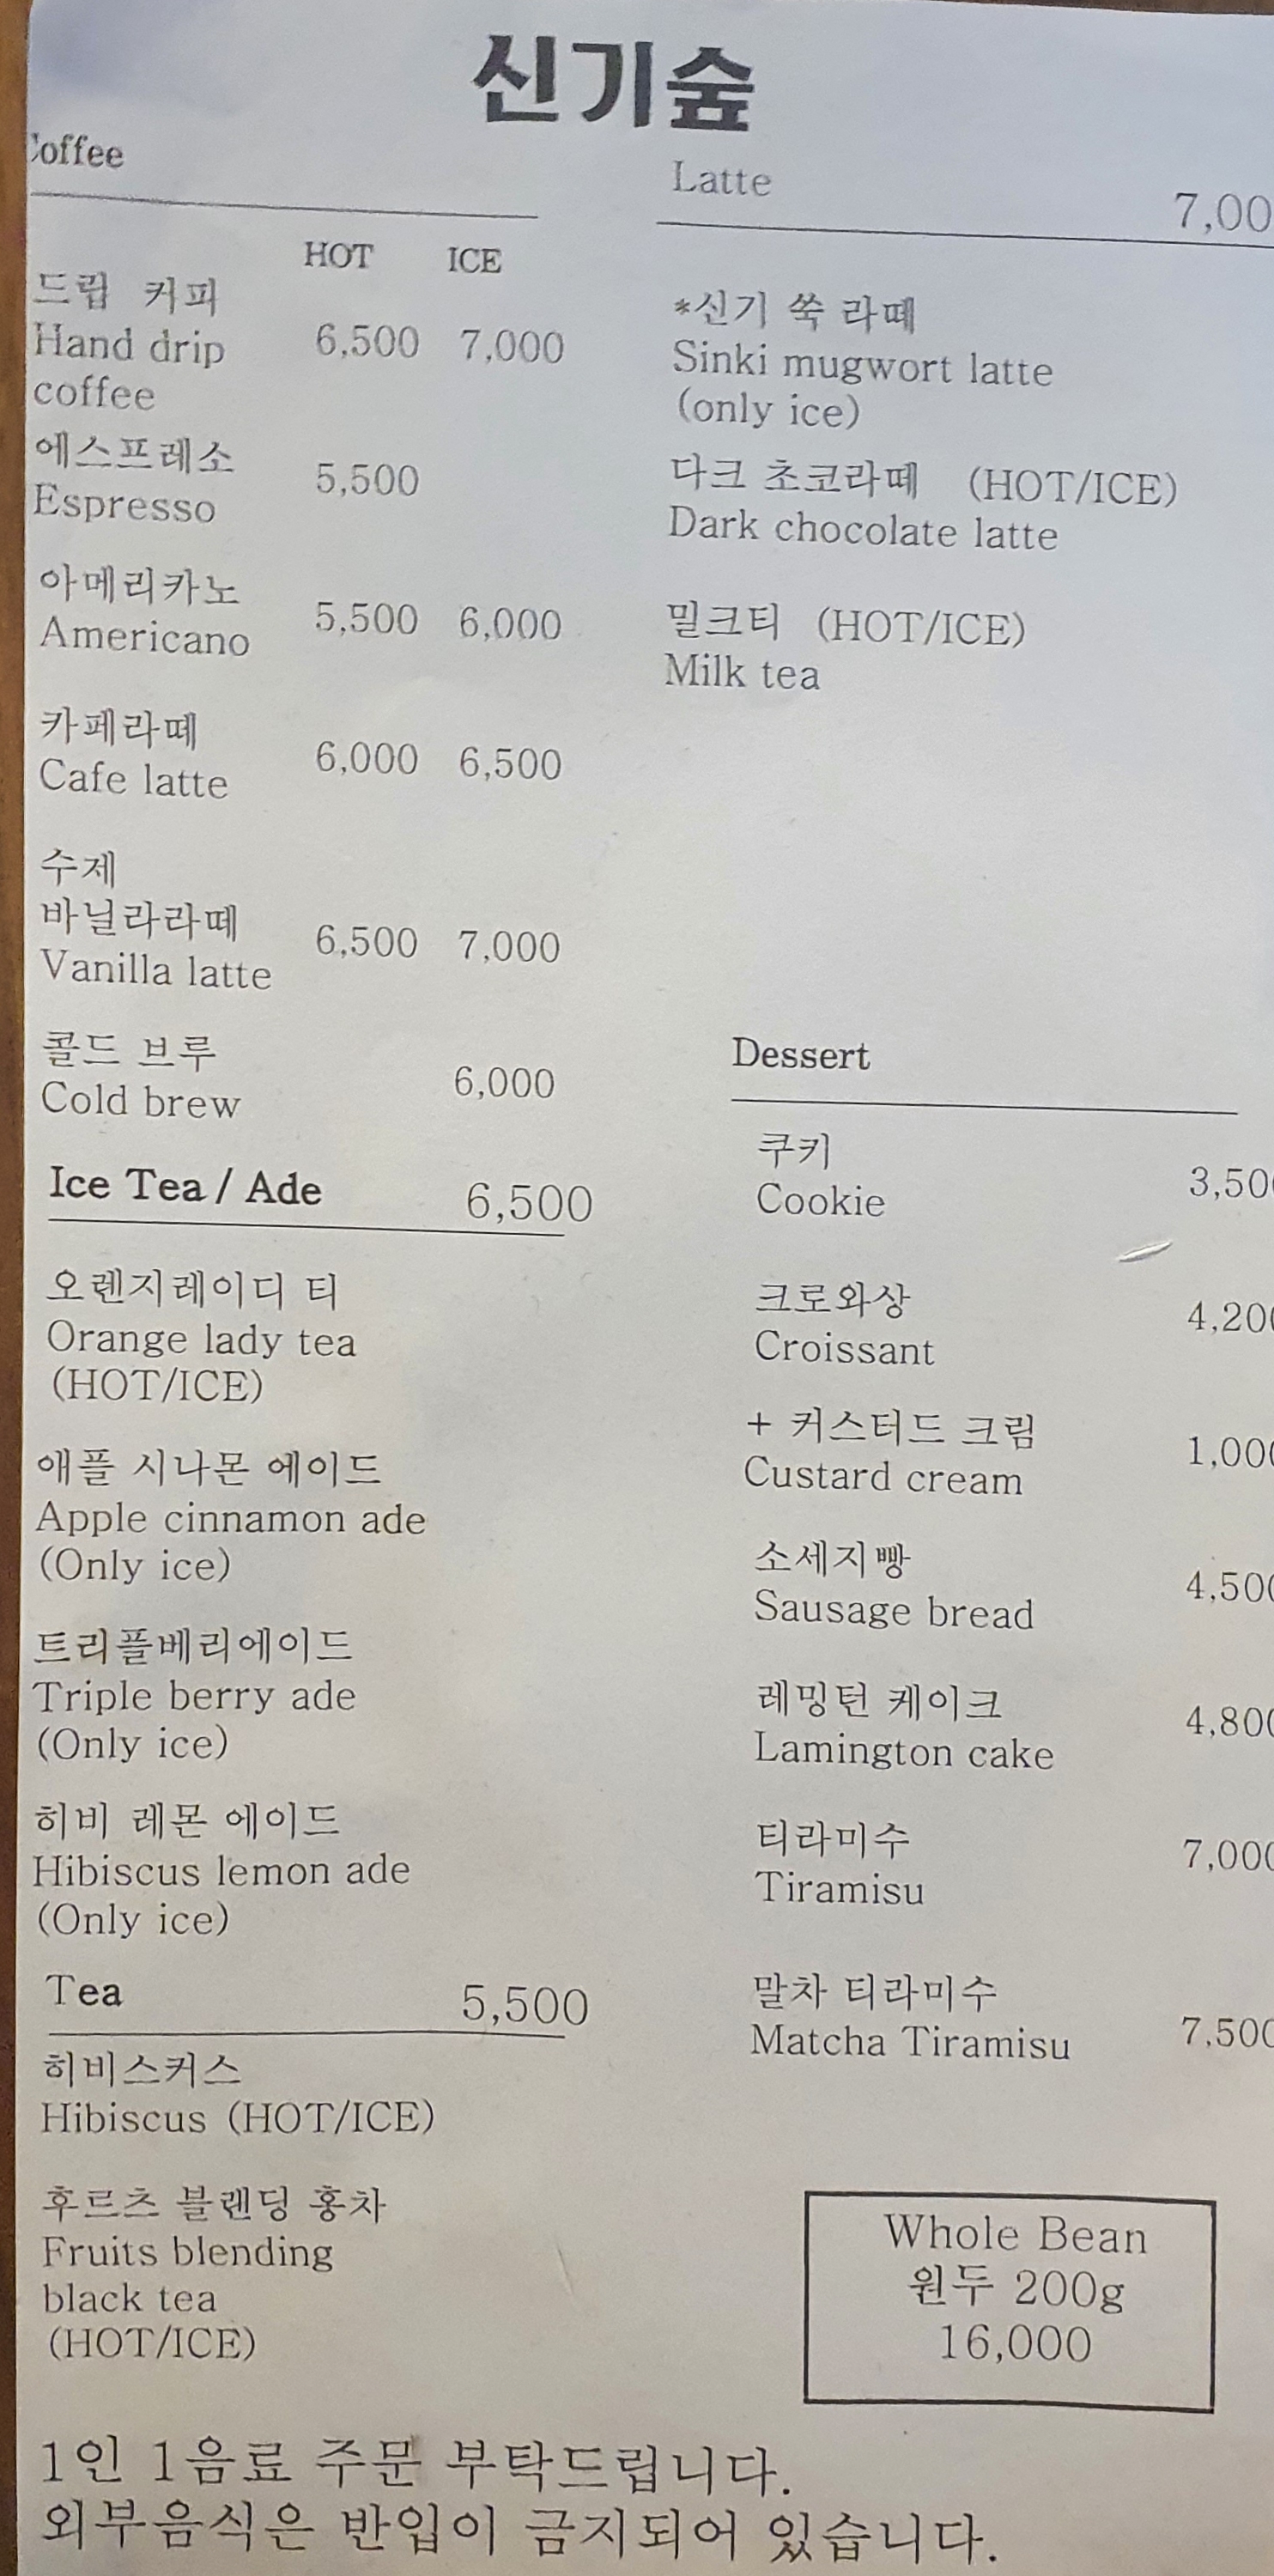 신기숲
Coffee
HOT ICE
드립 커피
Hand drip 6,500 7,000
coffee
에스프레소
Espresso 5,500
아메리카노
Americano 5,500 6,000
카페라떼
Cafe latte 6,000 6,500
수제
바닐라라떼
Vanilla latte 6,500 7,000
콜드 브루
Cold brew 6,000
Ice Tea / Ade 6,500
오렌지레이디 티
Orange lady tea
(HOT/ICE)
애플 시나몬 에이드
Apple cinnamon ade
(Only ice)
트리플베리에이드
Triple berry ade
(Only ice)
히비 레몬 에이드
Hibiscus lemon ade
(Only ice)
Tea 5,500
히비스커스
Hibiscus (HOT/ICE)
후르츠 블랜딩 홍차
Fruits blending
black tea
(HOT/ICE)
Latte 7,00
*신기 쑥 라떼
Sinki mugwort latte
(only ice)
다크 초코라떼 (HOT/ICE)
Dark chocolate latte
밀크티 (HOT/ICE)
Milk tea
Dessert
쿠키
Cookie 3,500
크로와상
Croissant 4,200
+ 커스터드 크림
Custard cream 1,000
소세지빵
Sausage bread 4,500
레밍턴 케이크
Lamington cake 4,800
티라미수
Tiramisu 7,000
말차 티라미수
Matcha Tiramisu 7,500
Whole Bean
원두 200g
16,000
1인 1음료 주문 부탁드립니다.
외부음식은 반입이 금지되어 있습니다.